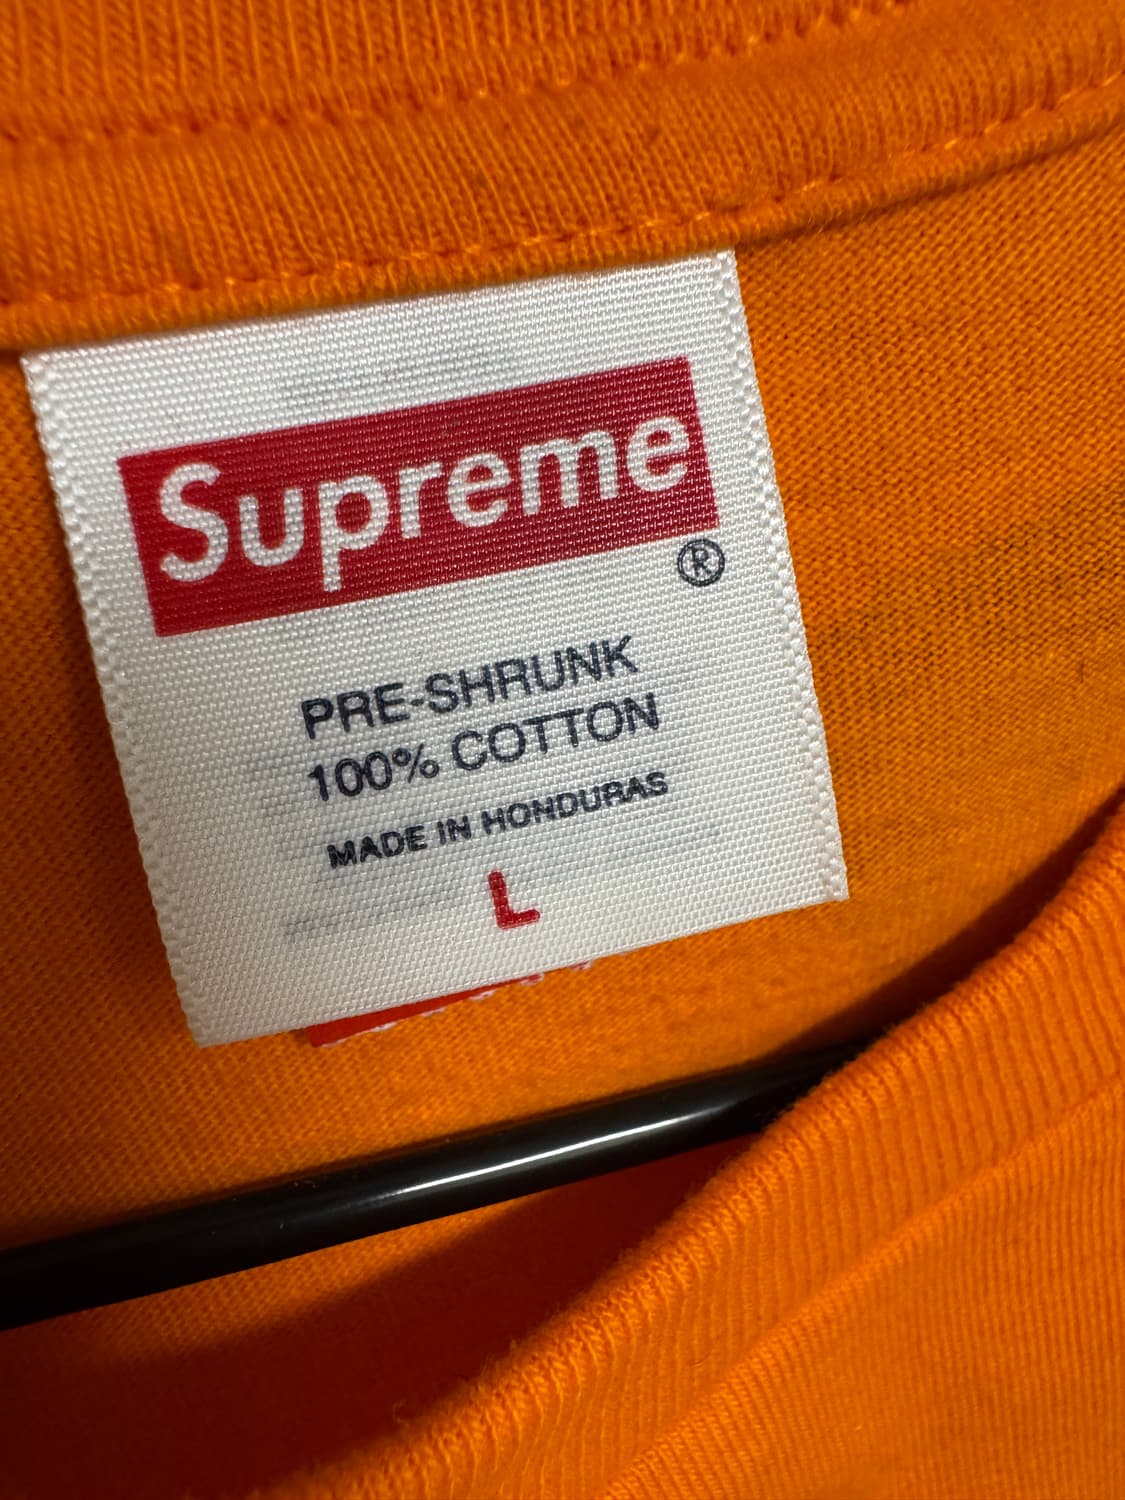 Supreme
®
PRE-SHRUNK
100% COTTON
MADE IN HONDURAS
L